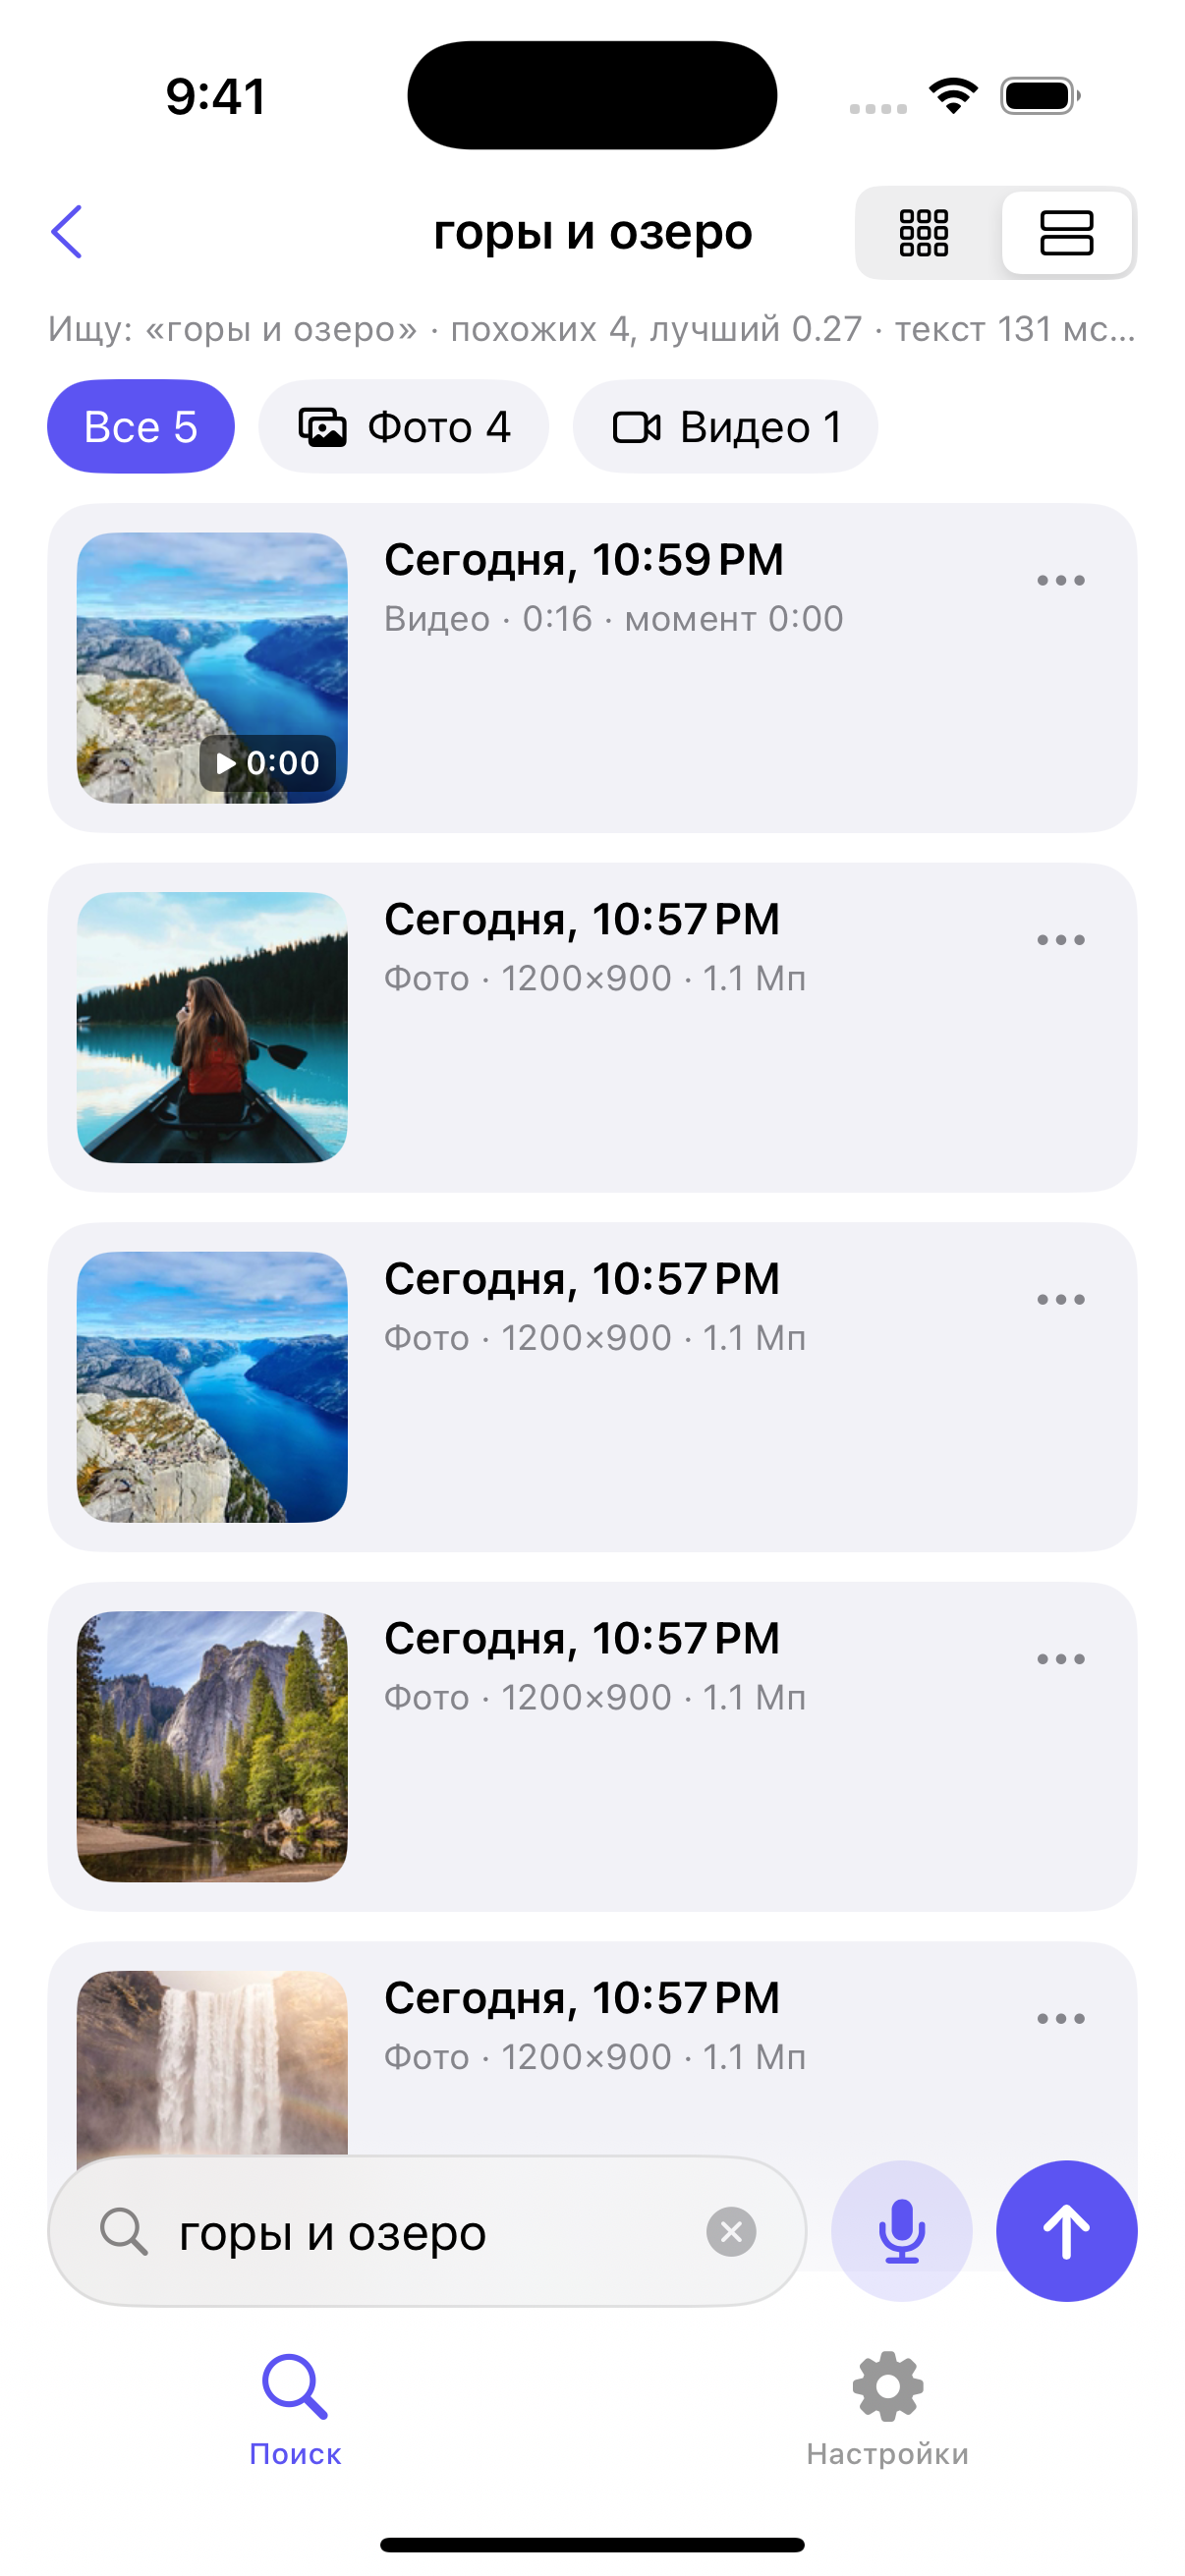 9:41
горы и озеро
Ищу: «горы и озеро» · похожих 4, лучший 0.27 · текст 131 мс...
Все 5
Фото 4
Видео 1
Сегодня, 10:59 PM
Видео · 0:16 · момент 0:00
0:00
Сегодня, 10:57 PM
Фото · 1200×900 · 1.1 Мп
Сегодня, 10:57 PM
Фото · 1200×900 · 1.1 Мп
Сегодня, 10:57 PM
Фото · 1200×900 · 1.1 Мп
Сегодня, 10:57 PM
Фото · 1200×900 · 1.1 Мп
горы и озеро
Поиск
Настройки